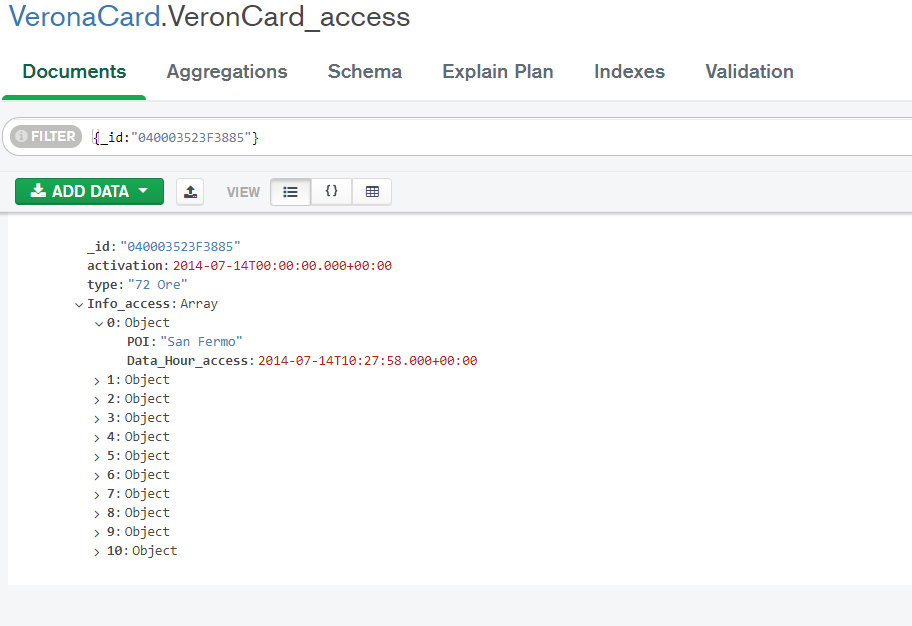 VeronaCard.VeronCard_access
Documents Aggregations Schema Explain Plan Indexes Validation
FILTER {_id:"040003523F3885"}
ADD DATA VIEW {}
_id: "040003523F3885"
activation: 2014-07-14T00:00:00.000+00:00
type: "72 Ore"
Info_access: Array
0: Object
POI: "San Fermo"
Data_Hour_access: 2014-07-14T10:27:58.000+00:00
1: Object
2: Object
3: Object
4: Object
5: Object
6: Object
7: Object
8: Object
9: Object
10: Object